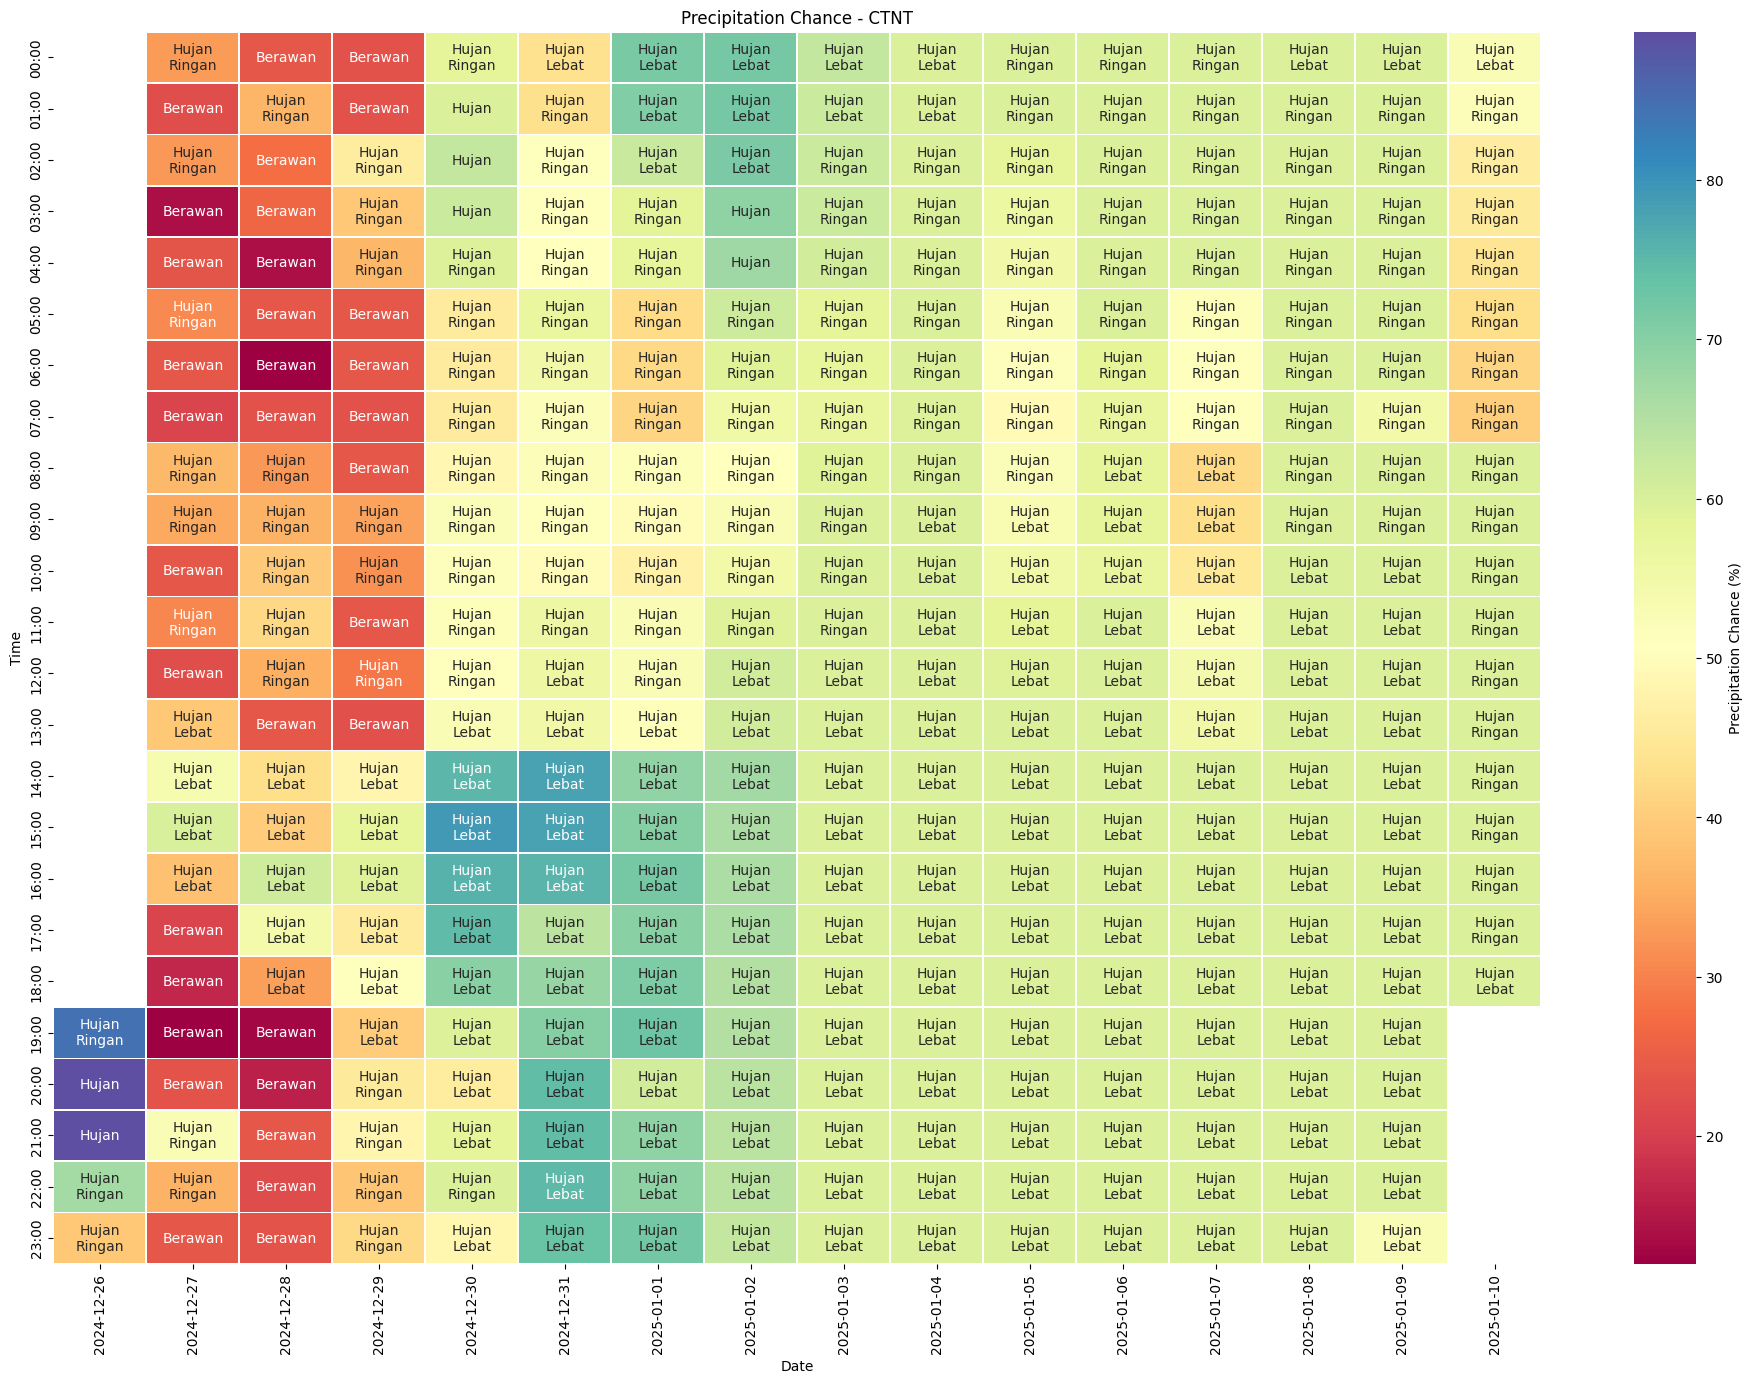 Precipitation Chance - CTNT
00:00 Hujan Ringan Berawan Berawan Hujan Ringan Hujan Lebat Hujan Lebat Hujan Lebat Hujan Lebat Hujan Lebat Hujan Ringan Hujan Ringan Hujan Ringan Hujan Lebat Hujan Lebat Hujan Lebat
01:00 Berawan Hujan Ringan Berawan Hujan Hujan Ringan Hujan Lebat Hujan Lebat Hujan Lebat Hujan Lebat Hujan Ringan Hujan Ringan Hujan Ringan Hujan Ringan Hujan Ringan Hujan Ringan
02:00 Hujan Ringan Berawan Hujan Ringan Hujan Hujan Ringan Hujan Lebat Hujan Lebat Hujan Ringan Hujan Ringan Hujan Ringan Hujan Ringan Hujan Ringan Hujan Ringan Hujan Ringan Hujan Ringan
03:00 Berawan Berawan Hujan Ringan Hujan Hujan Ringan Hujan Ringan Hujan Hujan Ringan Hujan Ringan Hujan Ringan Hujan Ringan Hujan Ringan Hujan Ringan Hujan Ringan Hujan Ringan
04:00 Berawan Berawan Hujan Ringan Hujan Ringan Hujan Ringan Hujan Ringan Hujan Hujan Ringan Hujan Ringan Hujan Ringan Hujan Ringan Hujan Ringan Hujan Ringan Hujan Ringan Hujan Ringan
05:00 Hujan Ringan Berawan Berawan Hujan Ringan Hujan Ringan Hujan Ringan Hujan Ringan Hujan Ringan Hujan Ringan Hujan Ringan Hujan Ringan Hujan Ringan Hujan Ringan Hujan Ringan Hujan Ringan
06:00 Berawan Berawan Berawan Hujan Ringan Hujan Ringan Hujan Ringan Hujan Ringan Hujan Ringan Hujan Ringan Hujan Ringan Hujan Ringan Hujan Ringan Hujan Ringan Hujan Ringan Hujan Ringan
07:00 Berawan Berawan Berawan Hujan Ringan Hujan Ringan Hujan Ringan Hujan Ringan Hujan Ringan Hujan Ringan Hujan Ringan Hujan Ringan Hujan Ringan Hujan Ringan Hujan Ringan Hujan Ringan
08:00 Hujan Ringan Hujan Ringan Berawan Hujan Ringan Hujan Ringan Hujan Ringan Hujan Ringan Hujan Ringan Hujan Ringan Hujan Ringan Hujan Lebat Hujan Lebat Hujan Ringan Hujan Ringan Hujan Ringan
09:00 Hujan Ringan Hujan Ringan Hujan Ringan Hujan Ringan Hujan Ringan Hujan Ringan Hujan Ringan Hujan Ringan Hujan Lebat Hujan Lebat Hujan Lebat Hujan Lebat Hujan Ringan Hujan Ringan Hujan Ringan
10:00 Berawan Hujan Ringan Hujan Ringan Hujan Ringan Hujan Ringan Hujan Ringan Hujan Ringan Hujan Ringan Hujan Lebat Hujan Lebat Hujan Lebat Hujan Lebat Hujan Lebat Hujan Lebat Hujan Ringan
11:00 Hujan Ringan Hujan Ringan Berawan Hujan Ringan Hujan Ringan Hujan Ringan Hujan Ringan Hujan Ringan Hujan Lebat Hujan Lebat Hujan Lebat Hujan Lebat Hujan Lebat Hujan Lebat Hujan Ringan
12:00 Berawan Hujan Ringan Hujan Ringan Hujan Ringan Hujan Lebat Hujan Ringan Hujan Lebat Hujan Lebat Hujan Lebat Hujan Lebat Hujan Lebat Hujan Lebat Hujan Lebat Hujan Lebat Hujan Ringan
13:00 Hujan Lebat Berawan Berawan Hujan Lebat Hujan Lebat Hujan Lebat Hujan Lebat Hujan Lebat Hujan Lebat Hujan Lebat Hujan Lebat Hujan Lebat Hujan Lebat Hujan Lebat Hujan Ringan
14:00 Hujan Lebat Hujan Lebat Hujan Lebat Hujan Lebat Hujan Lebat Hujan Lebat Hujan Lebat Hujan Lebat Hujan Lebat Hujan Lebat Hujan Lebat Hujan Lebat Hujan Lebat Hujan Lebat Hujan Ringan
15:00 Hujan Lebat Hujan Lebat Hujan Lebat Hujan Lebat Hujan Lebat Hujan Lebat Hujan Lebat Hujan Lebat Hujan Lebat Hujan Lebat Hujan Lebat Hujan Lebat Hujan Lebat Hujan Lebat Hujan Ringan
16:00 Hujan Lebat Hujan Lebat Hujan Lebat Hujan Lebat Hujan Lebat Hujan Lebat Hujan Lebat Hujan Lebat Hujan Lebat Hujan Lebat Hujan Lebat Hujan Lebat Hujan Lebat Hujan Lebat Hujan Ringan
17:00 Berawan Hujan Lebat Hujan Lebat Hujan Lebat Hujan Lebat Hujan Lebat Hujan Lebat Hujan Lebat Hujan Lebat Hujan Lebat Hujan Lebat Hujan Lebat Hujan Lebat Hujan Lebat Hujan Ringan
18:00 Berawan Hujan Lebat Hujan Lebat Hujan Lebat Hujan Lebat Hujan Lebat Hujan Lebat Hujan Lebat Hujan Lebat Hujan Lebat Hujan Lebat Hujan Lebat Hujan Lebat Hujan Lebat Hujan Lebat
19:00 Hujan Ringan Berawan Berawan Hujan Lebat Hujan Lebat Hujan Lebat Hujan Lebat Hujan Lebat Hujan Lebat Hujan Lebat Hujan Lebat Hujan Lebat Hujan Lebat Hujan Lebat Hujan Lebat
20:00 Hujan Berawan Berawan Hujan Ringan Hujan Lebat Hujan Lebat Hujan Lebat Hujan Lebat Hujan Lebat Hujan Lebat Hujan Lebat Hujan Lebat Hujan Lebat Hujan Lebat Hujan Lebat
21:00 Hujan Hujan Ringan Berawan Hujan Ringan Hujan Lebat Hujan Lebat Hujan Lebat Hujan Lebat Hujan Lebat Hujan Lebat Hujan Lebat Hujan Lebat Hujan Lebat Hujan Lebat Hujan Lebat
22:00 Hujan Ringan Hujan Ringan Berawan Hujan Ringan Hujan Ringan Hujan Lebat Hujan Lebat Hujan Lebat Hujan Lebat Hujan Lebat Hujan Lebat Hujan Lebat Hujan Lebat Hujan Lebat Hujan Lebat
23:00 Hujan Ringan Berawan Berawan Hujan Ringan Hujan Lebat Hujan Lebat Hujan Lebat Hujan Lebat Hujan Lebat Hujan Lebat Hujan Lebat Hujan Lebat Hujan Lebat Hujan Lebat Hujan Lebat
Time
2024-12-26 2024-12-27 2024-12-28 2024-12-29 2024-12-30 2024-12-31 2025-01-01 2025-01-02 2025-01-03 2025-01-04 2025-01-05 2025-01-06 2025-01-07 2025-01-08 2025-01-09 2025-01-10
Date
80
70
60
50
40
30
20
Precipitation Chance (%)